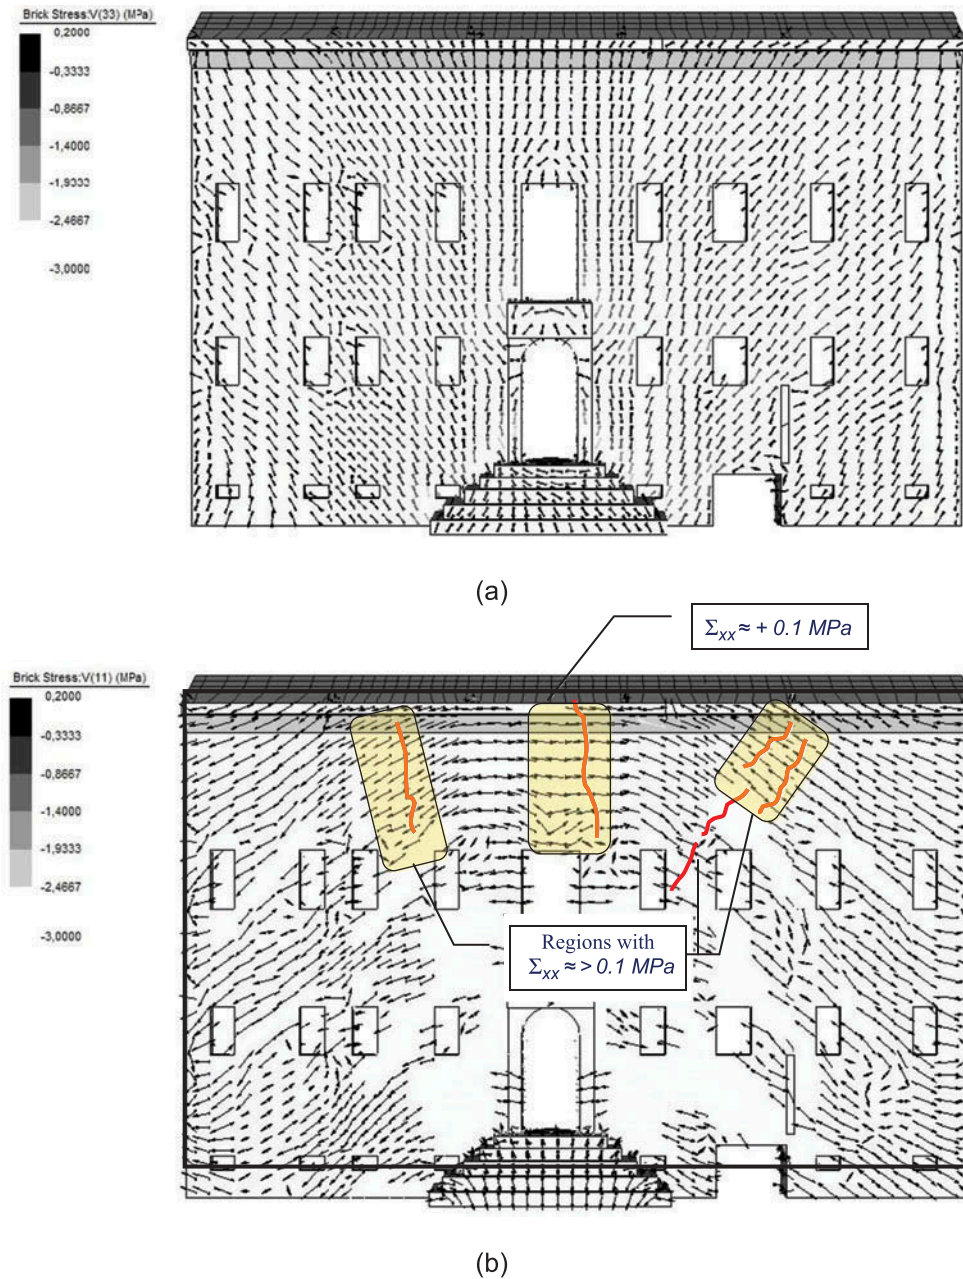 Brick Stress:V(33) (MPa)
0,2000
-0,3333
-0,8667
-1,4000
-1,9333
-2,4667
-3,0000
(a)
Σxx ≈ + 0.1 MPa
Brick Stress:V(11) (MPa)
0,2000
-0,3333
-0,8667
-1,4000
-1,9333
-2,4667
-3,0000
Regions with
Σxx ≈ > 0.1 MPa
(b)